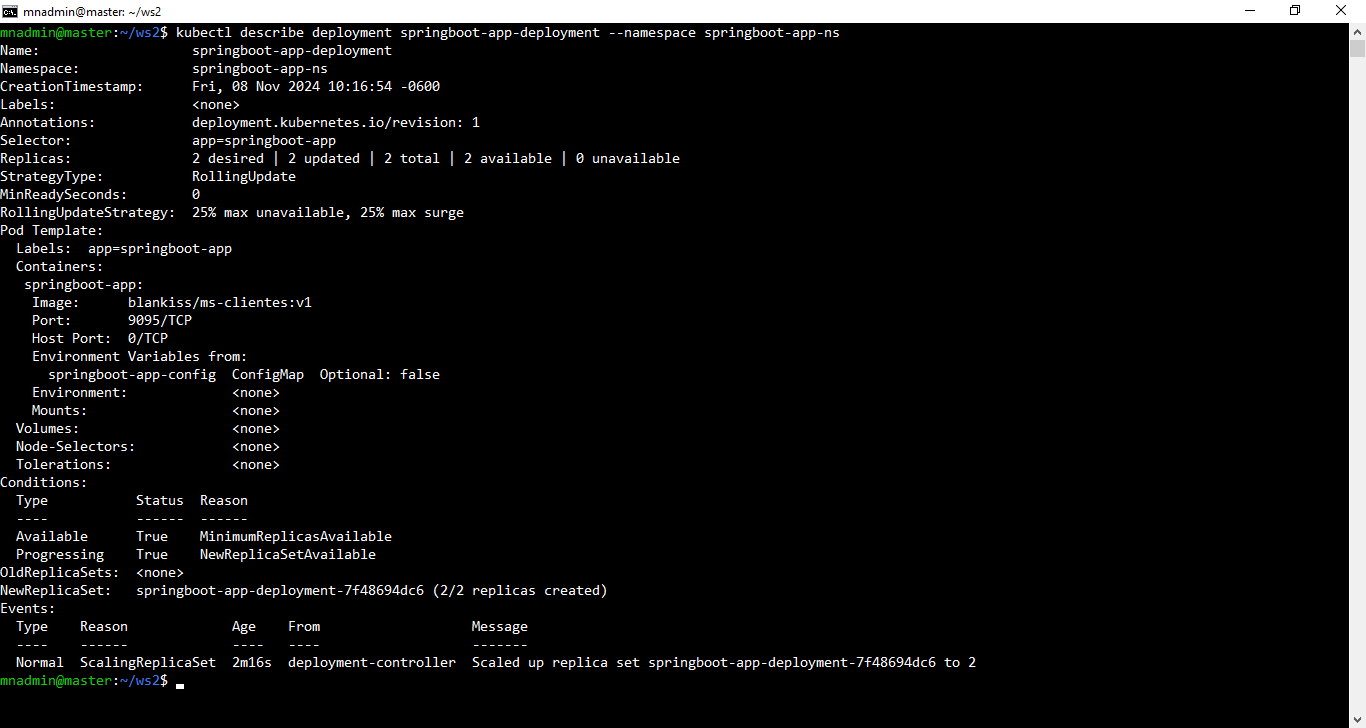 mnadmin@master: ~/ws2
mnadmin@master:~/ws2$ kubectl describe deployment springboot-app-deployment --namespace springboot-app-ns
Name:                   springboot-app-deployment
Namespace:              springboot-app-ns
CreationTimestamp:      Fri, 08 Nov 2024 10:16:54 -0600
Labels:                 <none>
Annotations:            deployment.kubernetes.io/revision: 1
Selector:               app=springboot-app
Replicas:               2 desired | 2 updated | 2 total | 2 available | 0 unavailable
StrategyType:           RollingUpdate
MinReadySeconds:        0
RollingUpdateStrategy:  25% max unavailable, 25% max surge
Pod Template:
  Labels:  app=springboot-app
  Containers:
   springboot-app:
    Image:      blankiss/ms-clientes:v1
    Port:       9095/TCP
    Host Port:  0/TCP
    Environment Variables from:
      springboot-app-config  ConfigMap  Optional: false
    Environment:             <none>
    Mounts:                  <none>
  Volumes:                   <none>
  Node-Selectors:            <none>
  Tolerations:               <none>
Conditions:
  Type           Status  Reason
  ----           ------  ------
  Available      True    MinimumReplicasAvailable
  Progressing    True    NewReplicaSetAvailable
OldReplicaSets:  <none>
NewReplicaSet:   springboot-app-deployment-7f48694dc6 (2/2 replicas created)
Events:
  Type    Reason             Age    From                   Message
  ----    ------             ----   ----                   -------
  Normal  ScalingReplicaSet  2m16s  deployment-controller  Scaled up replica set springboot-app-deployment-7f48694dc6 to 2
mnadmin@master:~/ws2$